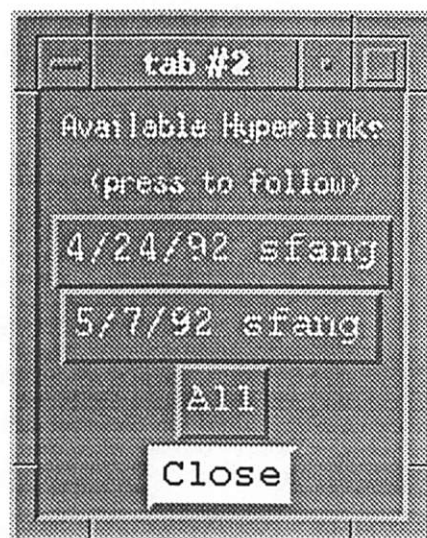 tab #2
Available Hyperlinks
(press to follow)
4/24/92 sfang
5/7/92 sfang
All
Close